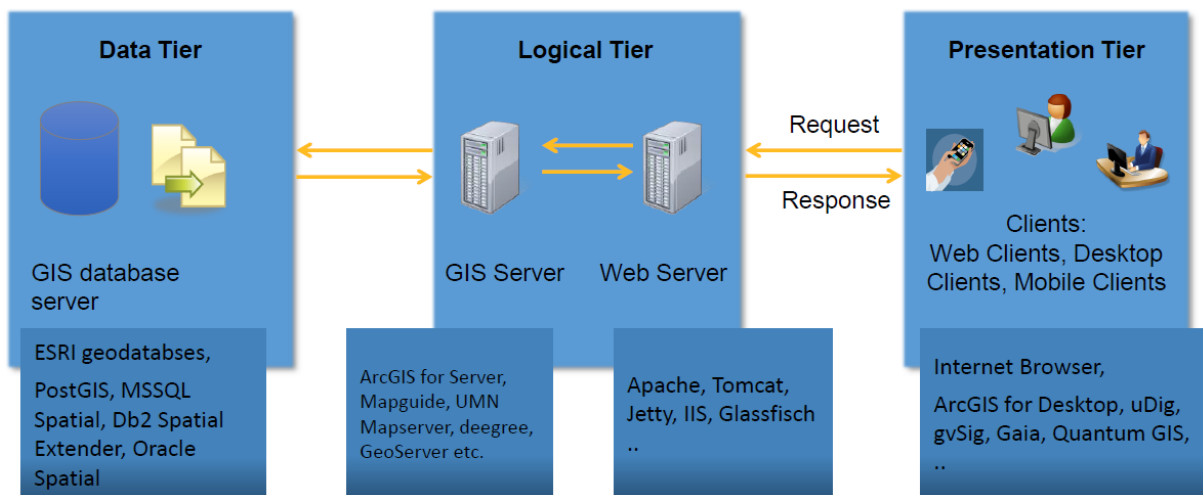 Data Tier
GIS database
server
ESRI geodatabses,
PostGIS, MSSQL
Spatial, Db2 Spatial
Extender, Oracle
Spatial
Logical Tier
GIS Server
Web Server
ArcGIS for Server,
Mapguide, UMN
Mapserver, deegree,
GeoServer etc.
Apache, Tomcat,
Jetty, IIS, Glassfisch
..
Request
Response
Presentation Tier
Clients:
Web Clients, Desktop
Clients, Mobile Clients
Internet Browser,
ArcGIS for Desktop, uDig,
gvSig, Gaia, Quantum GIS,
..